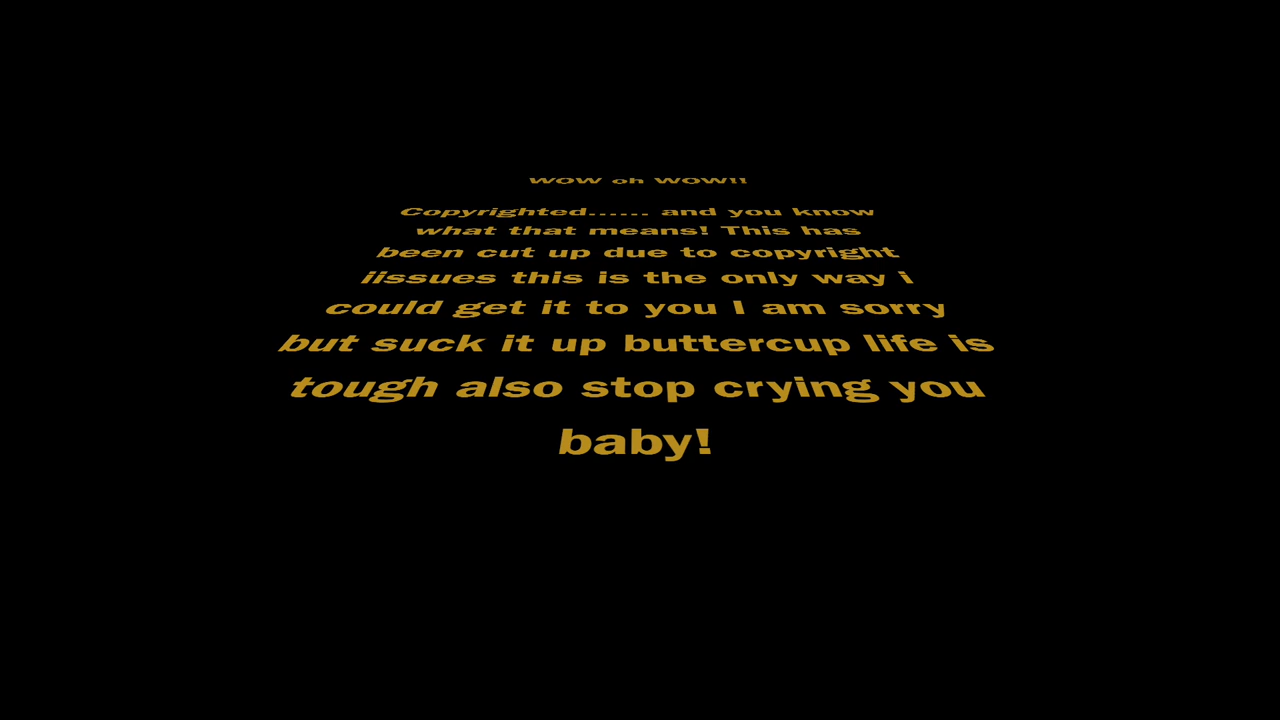 WOW oh WOW!!
Copyrighted...... and you know
what that means! This has
been cut up due to copyright
iissues this is the only way i
could get it to you I am sorry
but suck it up buttercup life is
tough also stop crying you
baby!